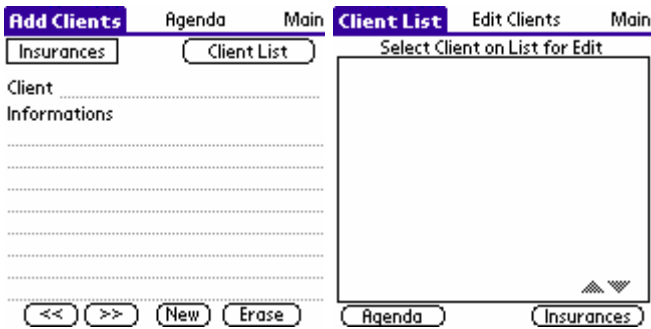 Add Clients Agenda Main
Insurances Client List
Client
Informations
<< >> New Erase
Client List Edit Clients Main
Select Client on List for Edit
Agenda Insurances